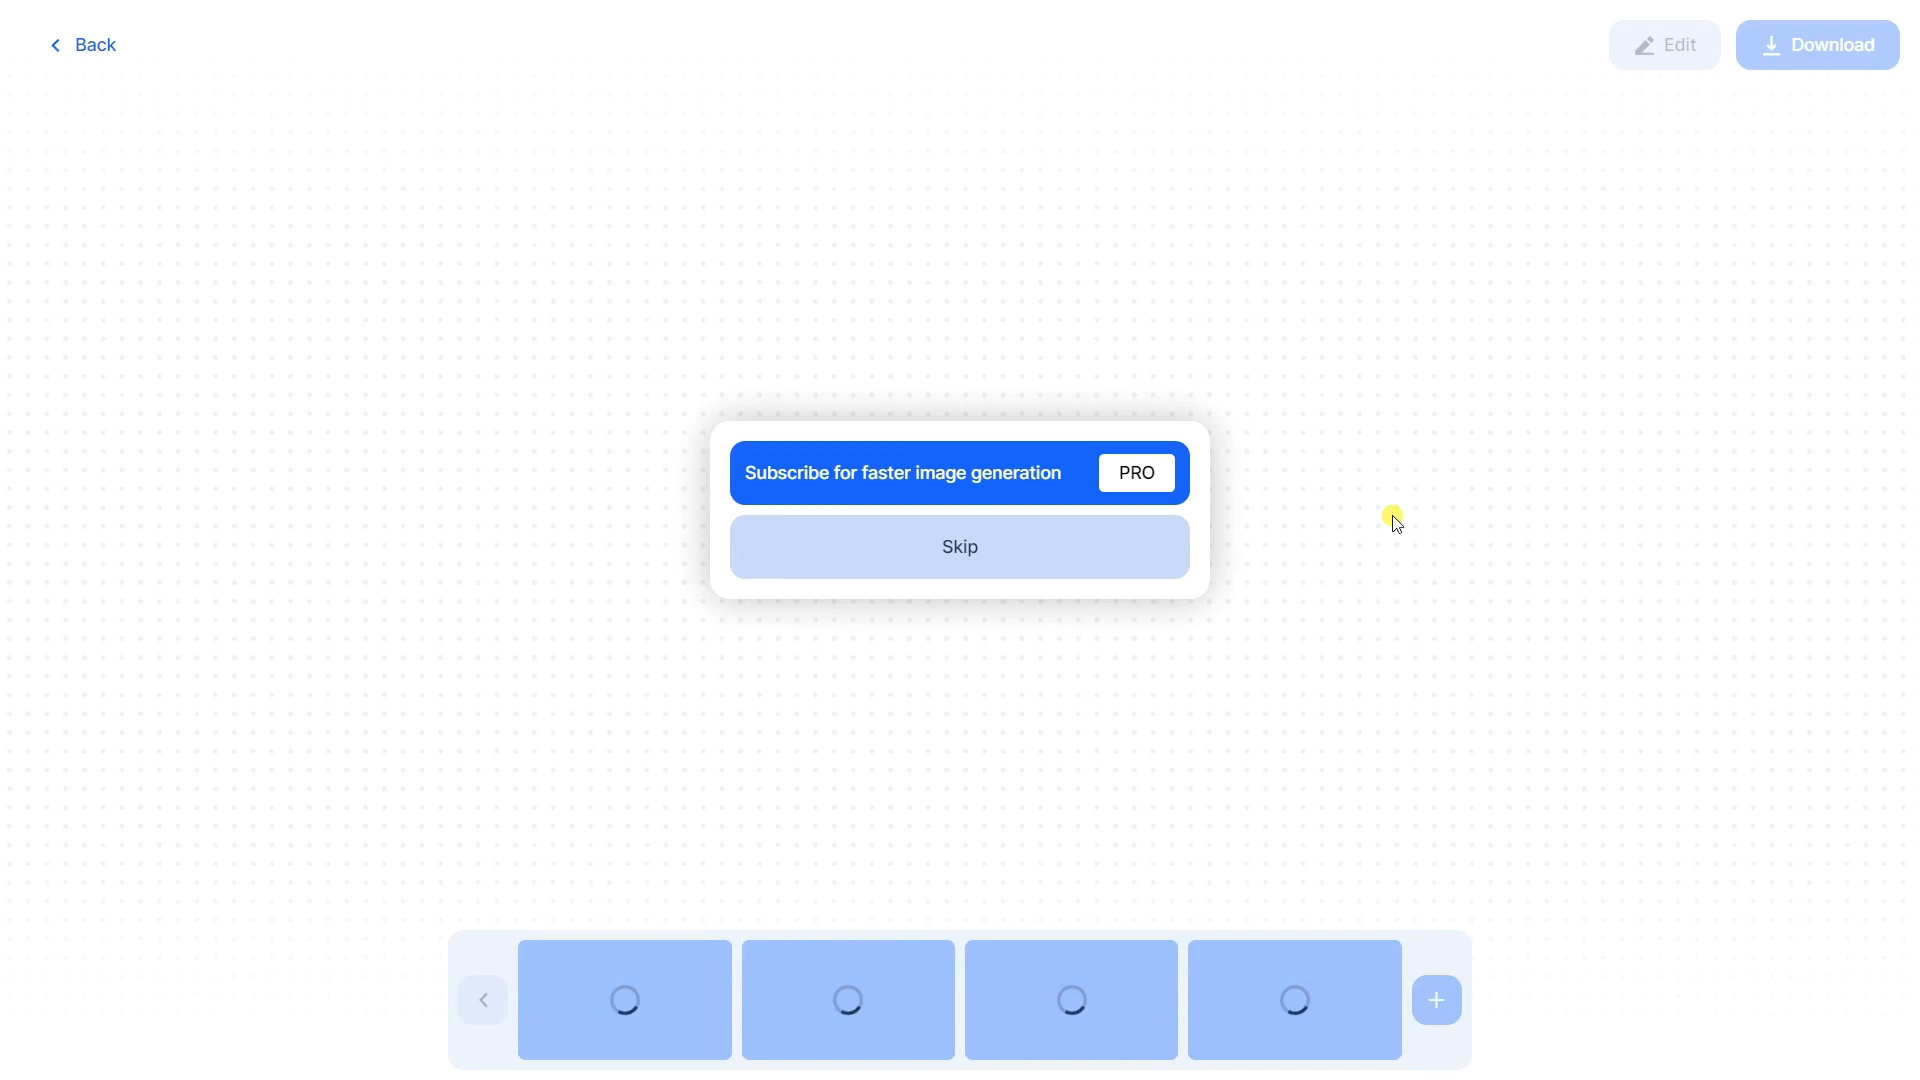 Back
Edit
Download
Subscribe for faster image generation
PRO
Skip